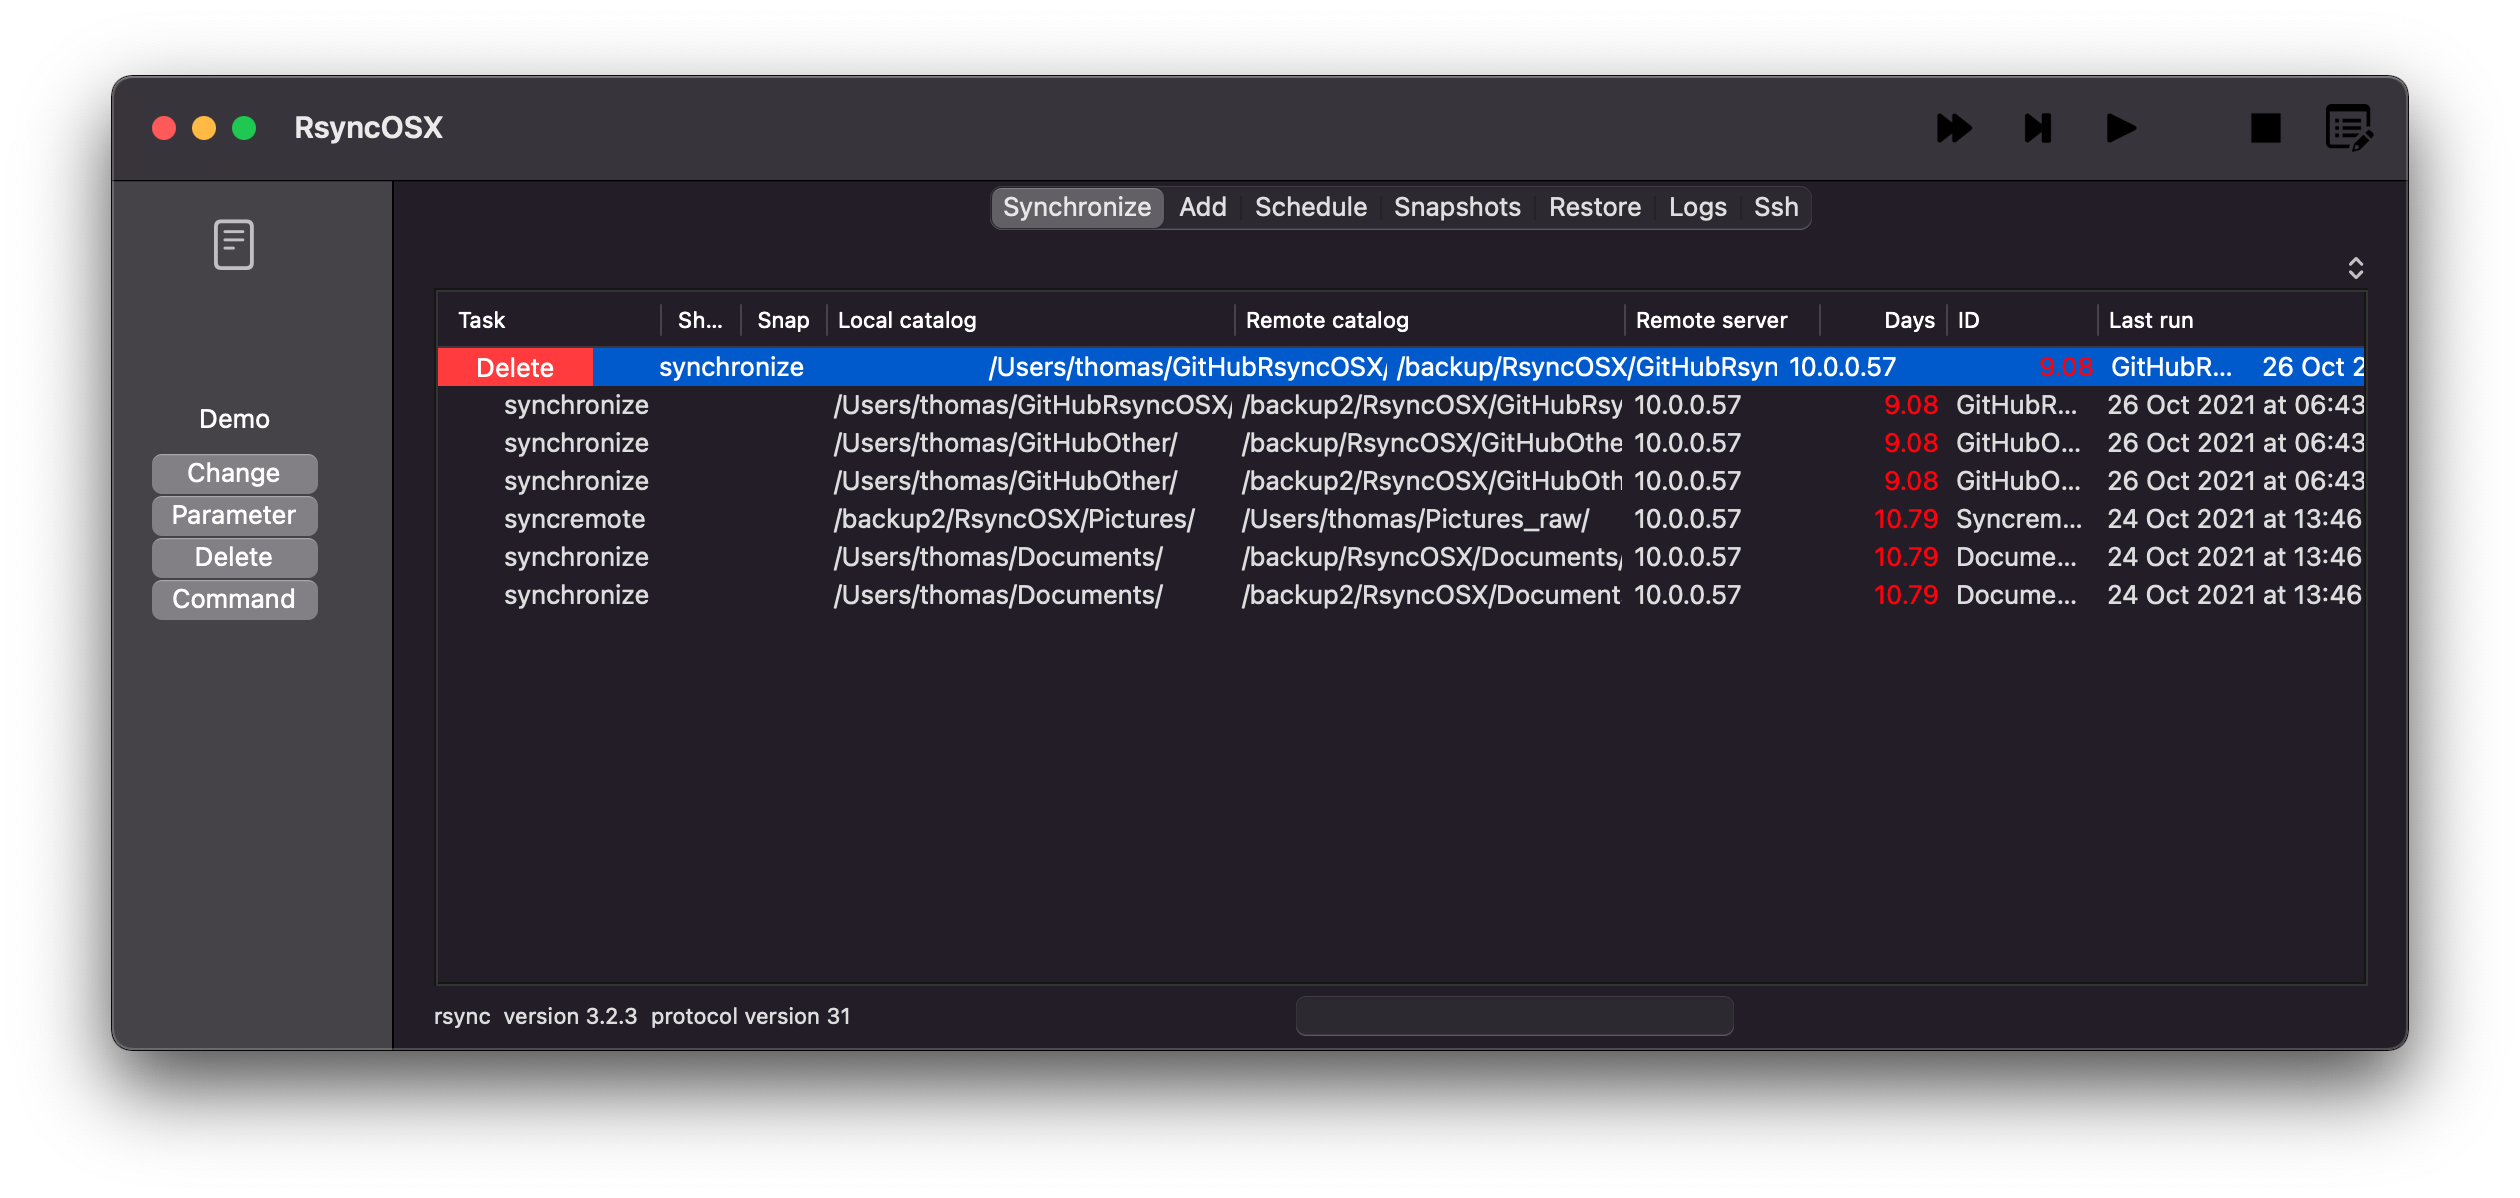 RsyncOSX
Synchronize Add Schedule Snapshots Restore Logs Ssh
Task Sh... Snap Local catalog Remote catalog Remote server Days ID Last run
Delete synchronize /Users/thomas/GitHubRsyncOSX/ /backup/RsyncOSX/GitHubRsyn 10.0.0.57 9.08 GitHubR... 26 Oct 2
synchronize /Users/thomas/GitHubRsyncOSX/ /backup2/RsyncOSX/GitHubRsy 10.0.0.57 9.08 GitHubR... 26 Oct 2021 at 06:43
synchronize /Users/thomas/GitHubOther/ /backup/RsyncOSX/GitHubOthe 10.0.0.57 9.08 GitHubO... 26 Oct 2021 at 06:43
synchronize /Users/thomas/GitHubOther/ /backup2/RsyncOSX/GitHubOth 10.0.0.57 9.08 GitHubO... 26 Oct 2021 at 06:43
syncremote /backup2/RsyncOSX/Pictures/ /Users/thomas/Pictures_raw/ 10.0.0.57 10.79 Syncrem... 24 Oct 2021 at 13:46
synchronize /Users/thomas/Documents/ /backup/RsyncOSX/Documents/ 10.0.0.57 10.79 Docume... 24 Oct 2021 at 13:46
synchronize /Users/thomas/Documents/ /backup2/RsyncOSX/Document 10.0.0.57 10.79 Docume... 24 Oct 2021 at 13:46
Demo
Change
Parameter
Delete
Command
rsync version 3.2.3 protocol version 31